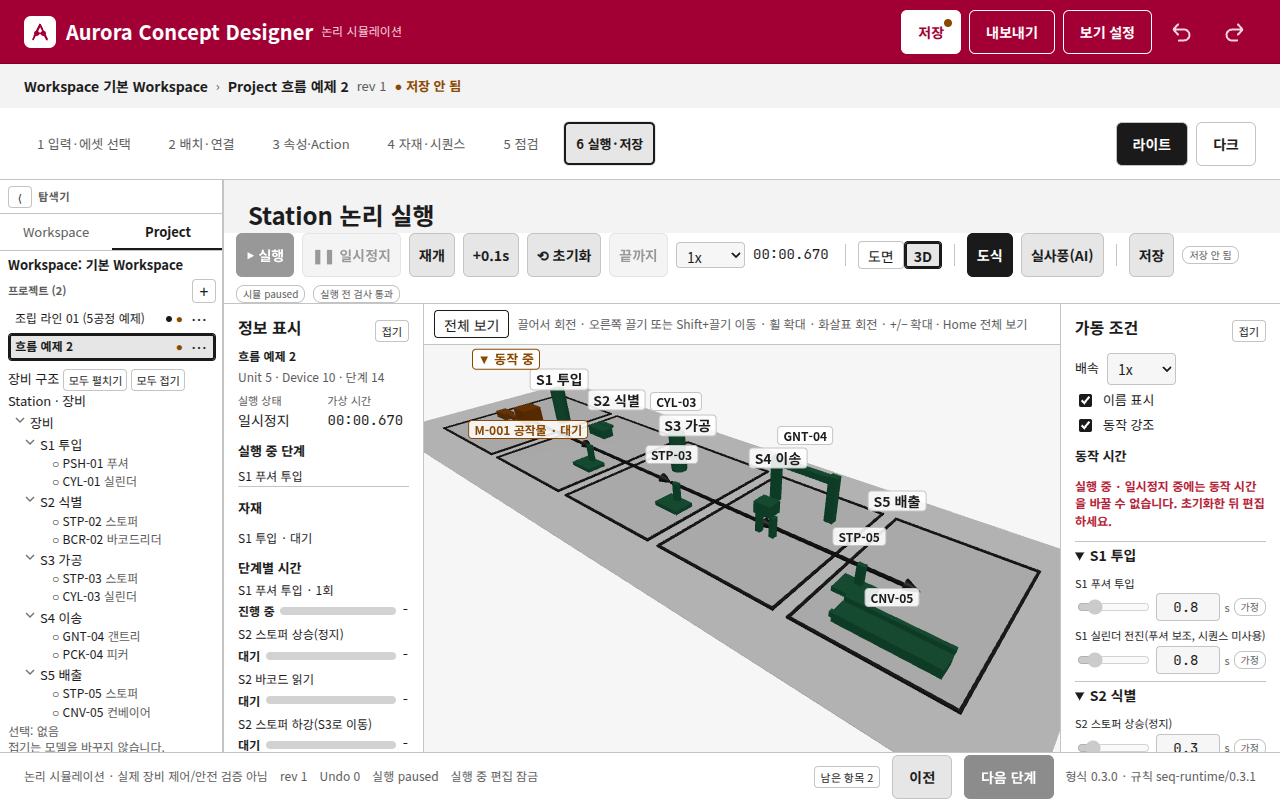 Aurora Concept Designer 논리 시뮬레이션
저장 내보내기 보기 설정
Workspace 기본 Workspace › Project 흐름 예제 2 rev 1 ● 저장 안 됨
1 입력·에셋 선택 2 배치·연결 3 속성·Action 4 자재·시퀀스 5 점검 6 실행·저장
라이트 다크
⟨ 탐색기
Workspace Project
Workspace: 기본 Workspace
프로젝트 (2) +
조립 라인 01 (5공정 예제) ● ● ···
흐름 예제 2 ● ···
장비 구조 모두 펼치기 모두 접기
Station · 장비
장비
S1 투입
○ PSH-01 푸셔
○ CYL-01 실린더
S2 식별
○ STP-02 스토퍼
○ BCR-02 바코드리더
S3 가공
○ STP-03 스토퍼
○ CYL-03 실린더
S4 이송
○ GNT-04 갠트리
○ PCK-04 피커
S5 배출
○ STP-05 스토퍼
○ CNV-05 컨베이어
선택: 없음
접기는 모델을 바꾸지 않습니다.
Station 논리 실행
▶ 실행 ❚❚ 일시정지 재개 +0.1s ⟲ 초기화 끝까지 1x 00:00.670 도면 3D 도식 실사풍(AI) 저장 저장 안 됨
시뮬 paused 실행 전 검사 통과
정보 표시 접기
흐름 예제 2
Unit 5 · Device 10 · 단계 14
실행 상태 가상 시간
일시정지 00:00.670
실행 중 단계
S1 푸셔 투입
자재
S1 투입 · 대기
단계별 시간
S1 푸셔 투입 · 1회
진행 중 -
S2 스토퍼 상승(정지)
대기 -
S2 바코드 읽기
대기 -
S2 스토퍼 하강(S3로 이동)
대기 -
전체 보기 끌어서 회전 · 오른쪽 끌기 또는 Shift+끌기 이동 · 휠 확대 · 화살표 회전 · +/− 확대 · Home 전체 보기
▼ 동작 중
S1 투입
S2 식별
CYL-03
M-001 공작물 · 대기
S3 가공
GNT-04
STP-03
S4 이송
S5 배출
STP-05
CNV-05
가동 조건 접기
배속 1x
이름 표시
동작 강조
동작 시간
실행 중 · 일시정지 중에는 동작 시간
을 바꿀 수 없습니다. 초기화한 뒤 편집
하세요.
▼ S1 투입
S1 푸셔 투입
0.8 s 가정
S1 실린더 전진(푸셔 보조, 시퀀스 미사용)
0.8 s 가정
▼ S2 식별
S2 스토퍼 상승(정지)
0.3 s 가정
논리 시뮬레이션 · 실제 장비 제어/안전 검증 아님 rev 1 Undo 0 실행 paused 실행 중 편집 잠금
남은 항목 2 이전 다음 단계 형식 0.3.0 · 규칙 seq-runtime/0.3.1